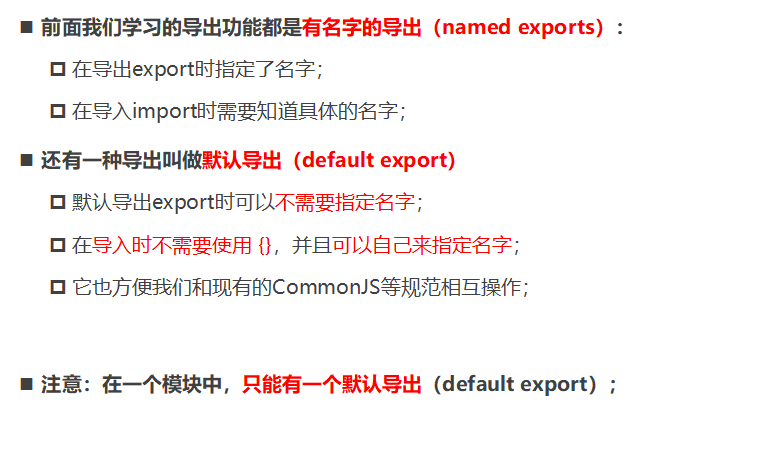 前面我们学习的导出功能都是有名字的导出（named exports）：
在导出export时指定了名字；
在导入import时需要知道具体的名字；
还有一种导出叫做默认导出（default export）
默认导出export时可以不需要指定名字；
在导入时不需要使用 {}，并且可以自己来指定名字；
它也方便我们和现有的CommonJS等规范相互操作；
注意：在一个模块中，只能有一个默认导出（default export）；